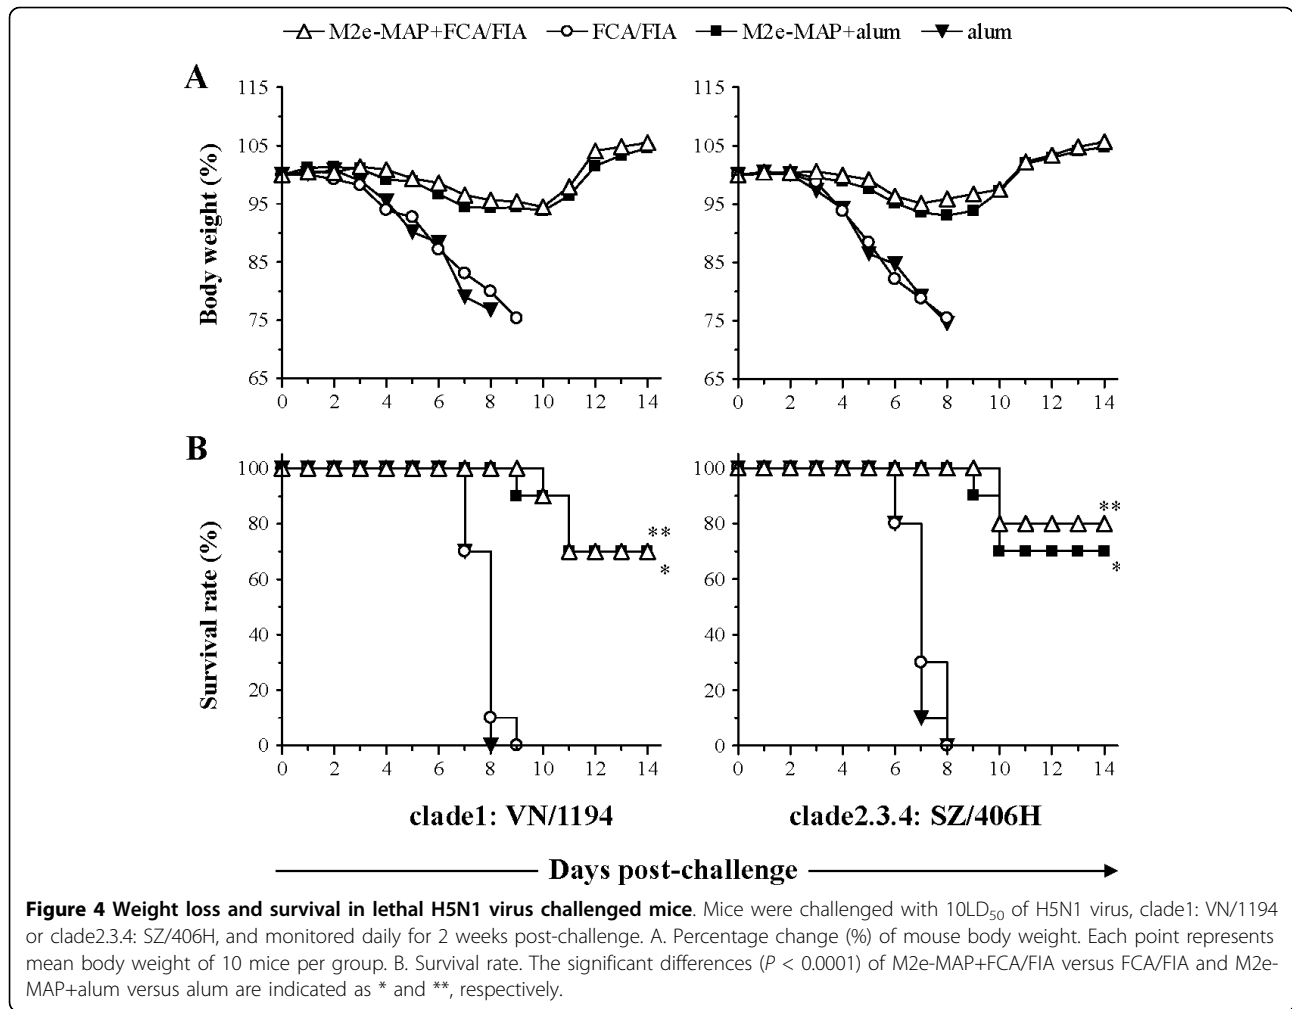 M2e-MAP+FCA/FIA FCA/FIA M2e-MAP+alum alum
A
Body weight (%)
115
105
95
85
75
65
0 2 4 6 8 10 12 14
115
105
95
85
75
65
0 2 4 6 8 10 12 14
B
Survival rate (%)
100
80
60
40
20
0
0 2 4 6 8 10 12 14
**
*
100
80
60
40
20
0
0 2 4 6 8 10 12 14
**
*
clade1: VN/1194
clade2.3.4: SZ/406H
Days post-challenge
Figure 4 Weight loss and survival in lethal H5N1 virus challenged mice. Mice were challenged with 10LD50 of H5N1 virus, clade1: VN/1194
or clade2.3.4: SZ/406H, and monitored daily for 2 weeks post-challenge. A. Percentage change (%) of mouse body weight. Each point represents
mean body weight of 10 mice per group. B. Survival rate. The significant differences (P < 0.0001) of M2e-MAP+FCA/FIA versus FCA/FIA and M2e-
MAP+alum versus alum are indicated as * and **, respectively.